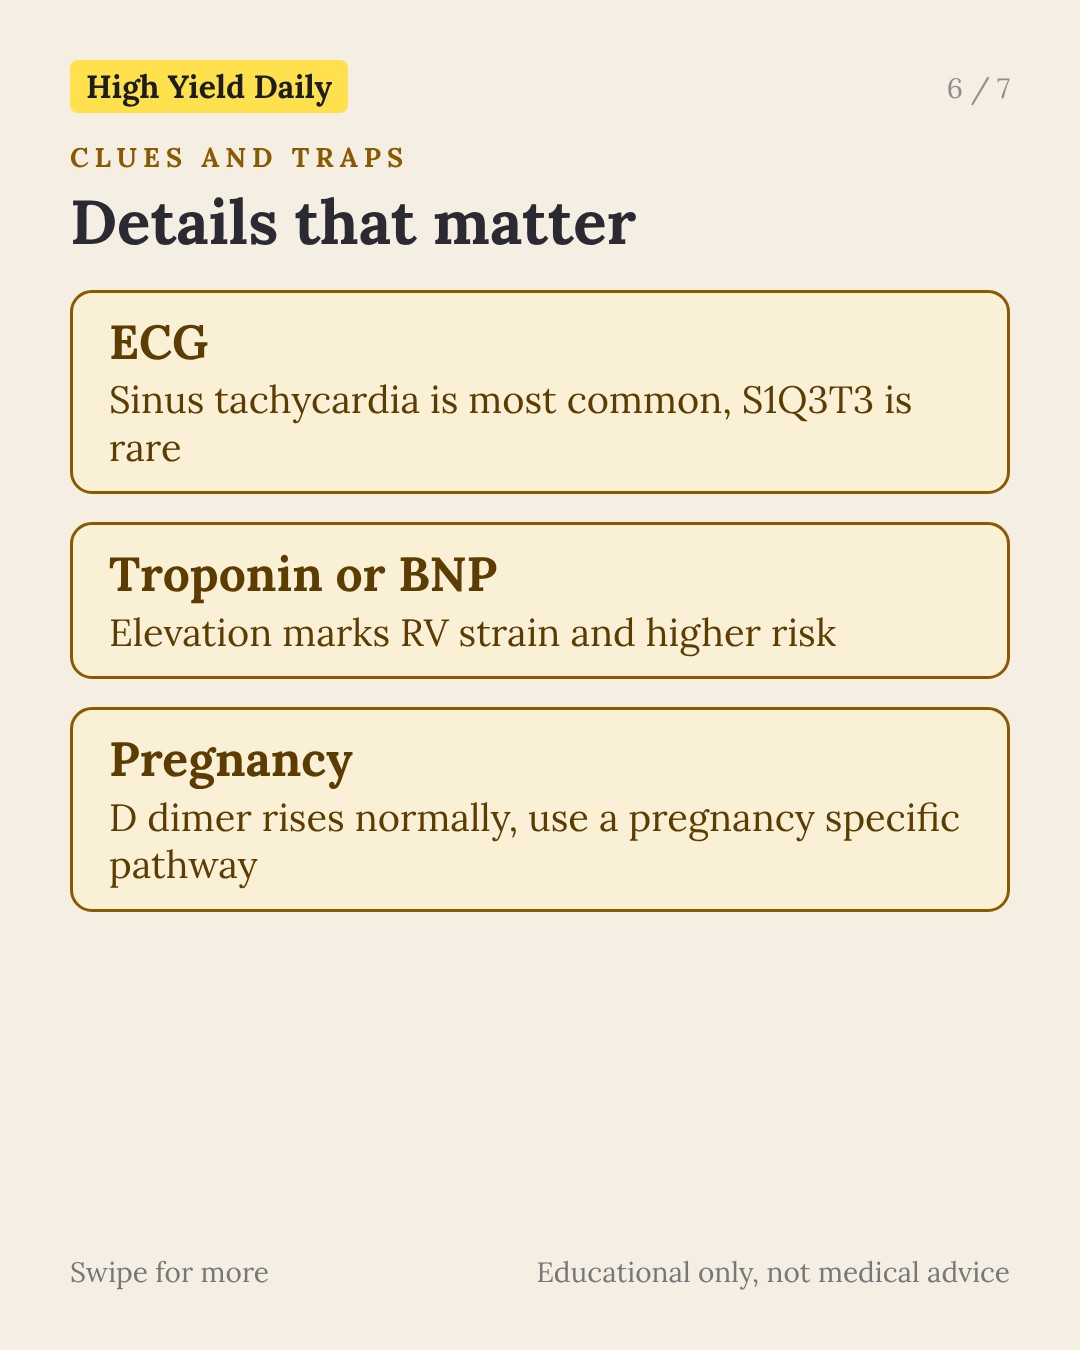 High Yield Daily
6 / 7
CLUES AND TRAPS
Details that matter
ECG
Sinus tachycardia is most common, S1Q3T3 is
rare
Troponin or BNP
Elevation marks RV strain and higher risk
Pregnancy
D dimer rises normally, use a pregnancy specific
pathway
Swipe for more
Educational only, not medical advice